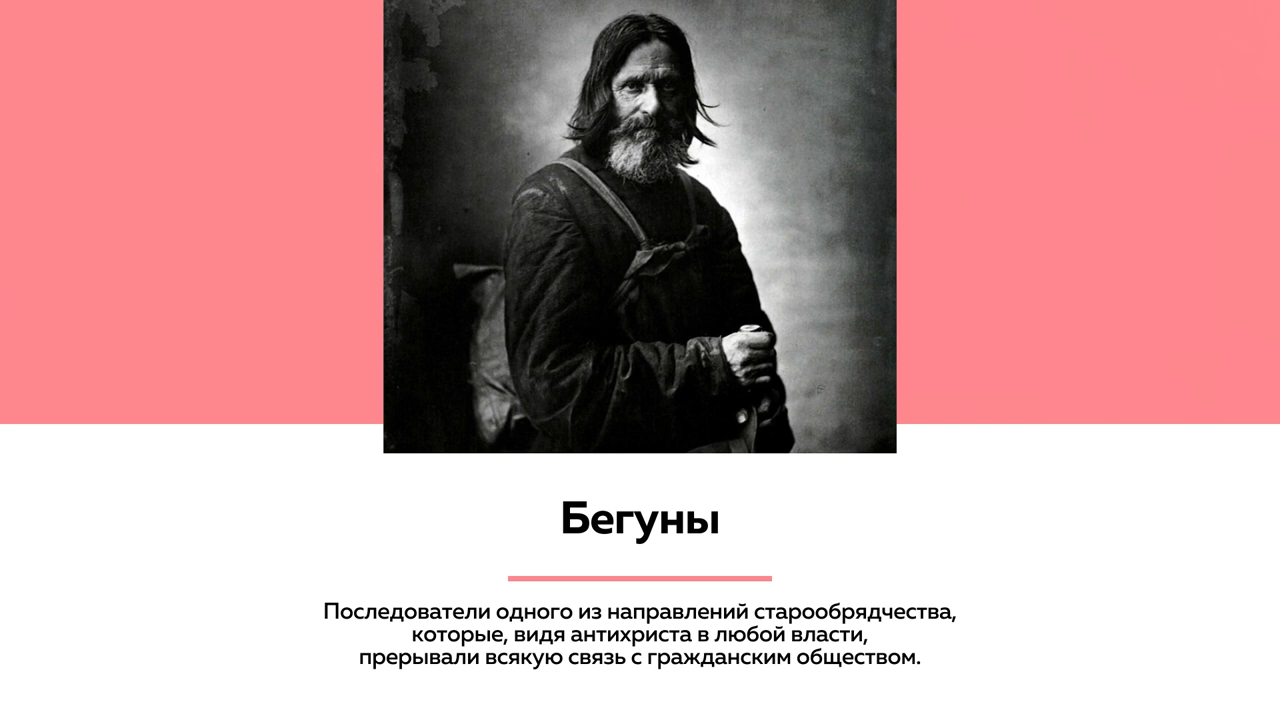 Бегуны
Последователи одного из направлений старообрядчества,
которые, видя антихриста в любой власти,
прерывали всякую связь с гражданским обществом.